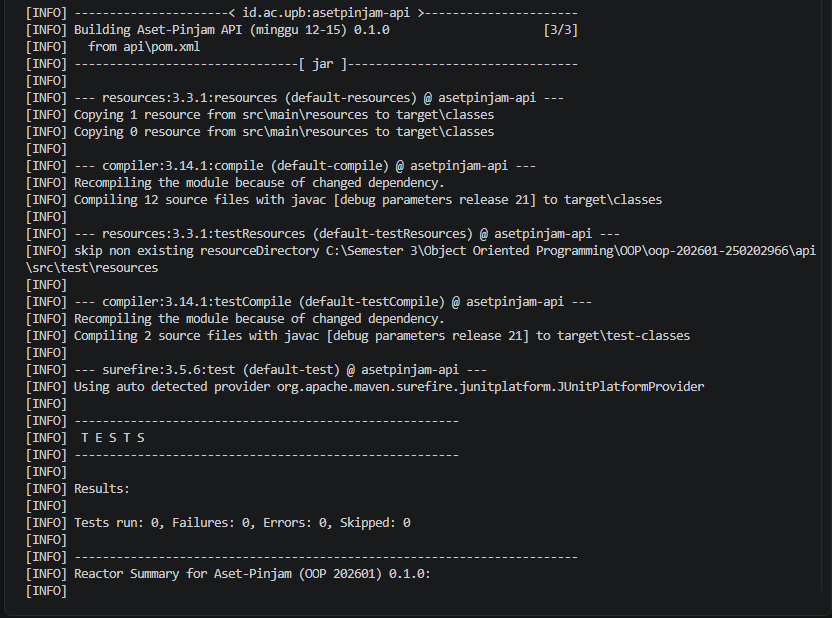 [INFO] ----------------------< id.ac.upb:asetpinjam-api >----------------------
[INFO] Building Aset-Pinjam API (minggu 12-15) 0.1.0                      [3/3]
[INFO]   from api\pom.xml
[INFO] --------------------------------[ jar ]---------------------------------
[INFO]
[INFO] --- resources:3.3.1:resources (default-resources) @ asetpinjam-api ---
[INFO] Copying 1 resource from src\main\resources to target\classes
[INFO] Copying 0 resource from src\main\resources to target\classes
[INFO]
[INFO] --- compiler:3.14.1:compile (default-compile) @ asetpinjam-api ---
[INFO] Recompiling the module because of changed dependency.
[INFO] Compiling 12 source files with javac [debug parameters release 21] to target\classes
[INFO]
[INFO] --- resources:3.3.1:testResources (default-testResources) @ asetpinjam-api ---
[INFO] skip non existing resourceDirectory C:\Semester 3\Object Oriented Programming\OOP\oop-202601-250202966\api
\src\test\resources
[INFO]
[INFO] --- compiler:3.14.1:testCompile (default-testCompile) @ asetpinjam-api ---
[INFO] Recompiling the module because of changed dependency.
[INFO] Compiling 2 source files with javac [debug parameters release 21] to target\test-classes
[INFO]
[INFO] --- surefire:3.5.6:test (default-test) @ asetpinjam-api ---
[INFO] Using auto detected provider org.apache.maven.surefire.junitplatform.JUnitPlatformProvider
[INFO]
[INFO] -------------------------------------------------------
[INFO]  T E S T S
[INFO] -------------------------------------------------------
[INFO]
[INFO] Results:
[INFO]
[INFO] Tests run: 0, Failures: 0, Errors: 0, Skipped: 0
[INFO]
[INFO] ------------------------------------------------------------------------
[INFO] Reactor Summary for Aset-Pinjam (OOP 202601) 0.1.0:
[INFO]